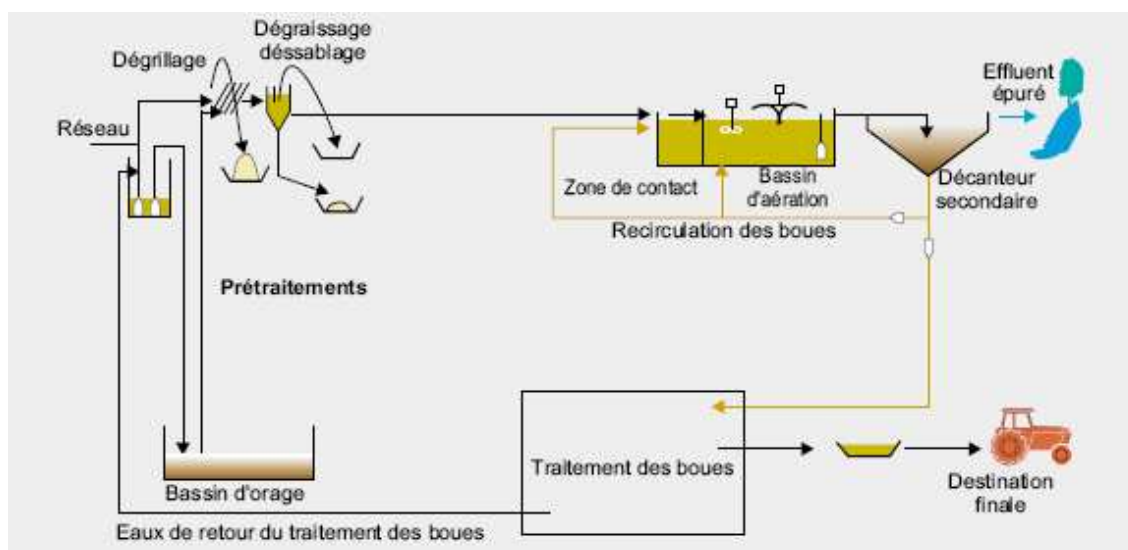 Dégraissage
déssablage
Dégrillage
Réseau
Effluent
épuré
Zone de contact
Bassin
d'aération
Décanteur
secondaire
Recirculation des boues
Prétraitements
Traitement des boues
Bassin d'orage
Destination
finale
Eaux de retour du traitement des boues